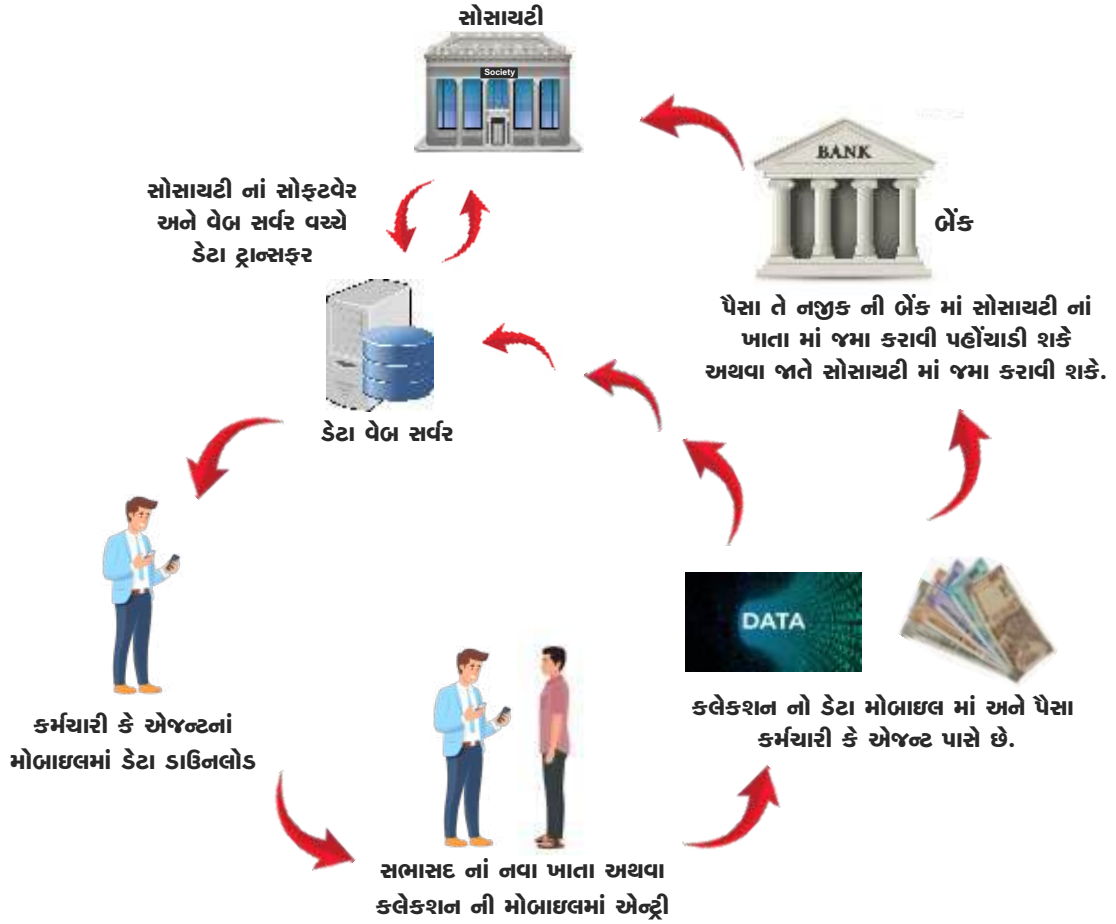 સોસાયટી
Society
BANK
બેંક
સોસાયટી નાં સોફ્ટવેર
અને વેબ સર્વર વચ્ચે
ડેટા ટ્રાન્સફર
પૈસા તે નજીક ની બેંક માં સોસાયટી નાં
ખાતા માં જમા કરાવી પહોંચાડી શકે
અથવા જાતે સોસાયટી માં જમા કરાવી શકે.
ડેટા વેબ સર્વર
DATA
કર્મચારી કે એજન્ટનાં
મોબાઇલમાં ડેટા ડાઉનલોડ
કલેકશન નો ડેટા મોબાઇલ માં અને પૈસા
કર્મચારી કે એજન્ટ પાસે છે.
સભાસદ નાં નવા ખાતા અથવા
કલેકશન ની મોબાઇલમાં એન્ટ્રી